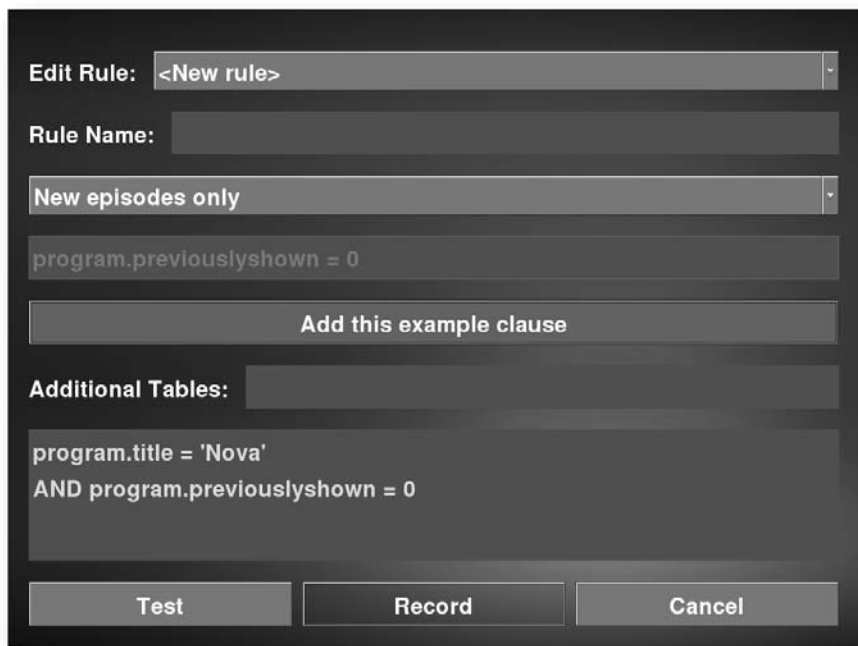 Edit Rule: <New rule>
Rule Name:
New episodes only
program.previouslyshown = 0
Add this example clause
Additional Tables:
program.title = 'Nova'
AND program.previouslyshown = 0
Test Record Cancel